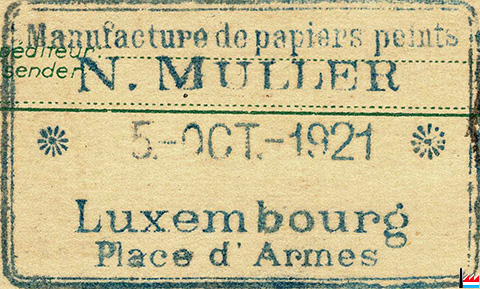 Manufacture de papiers peints
expéditeur
N. MULLER
sender
5.-OCT.-1921
Luxembourg
Place d'Armes